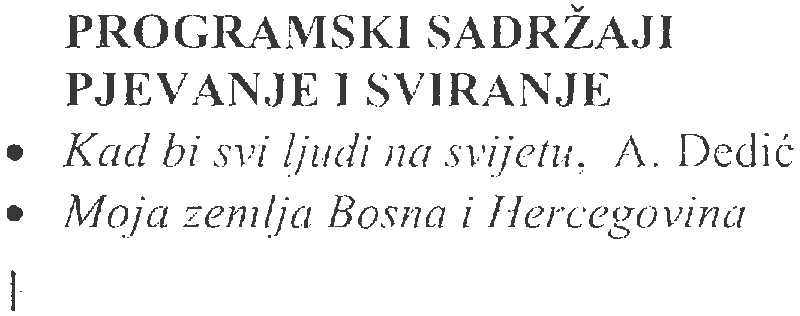 PROGRAMSKI SADRŽAJI
PJEVANJE I SVIRANJE
• Kad bi svi ljudi na svijetu, A. Dedić
• Moja zemlja Bosna i Hercegovina